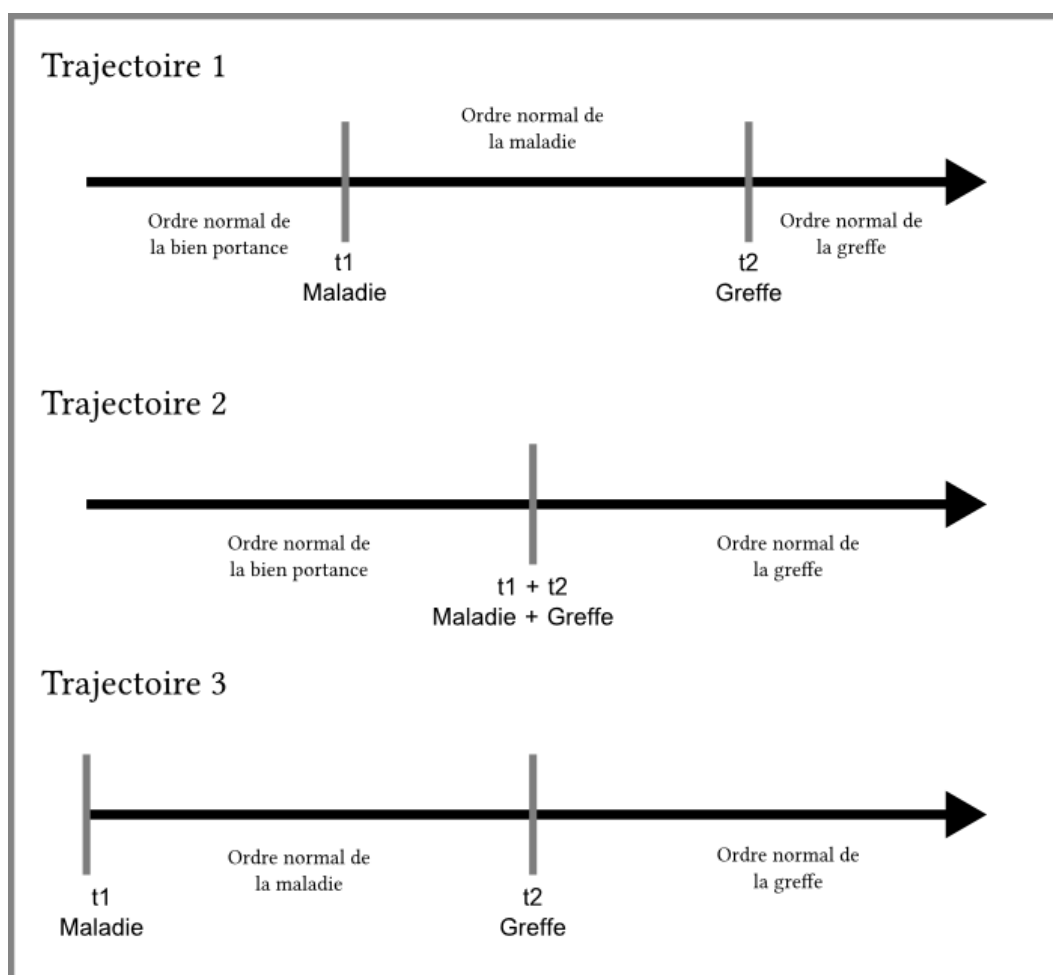 Trajectoire 1
Ordre normal de
la maladie
Ordre normal de
la bien portance
Ordre normal de
la greffe
t1
Maladie
t2
Greffe
Trajectoire 2
Ordre normal de
la bien portance
Ordre normal de
la greffe
t1 + t2
Maladie + Greffe
Trajectoire 3
Ordre normal de
la maladie
Ordre normal de
la greffe
t1
Maladie
t2
Greffe